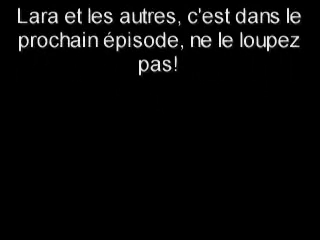 Lara et les autres, c'est dans le
prochain épisode, ne le loupez
pas!